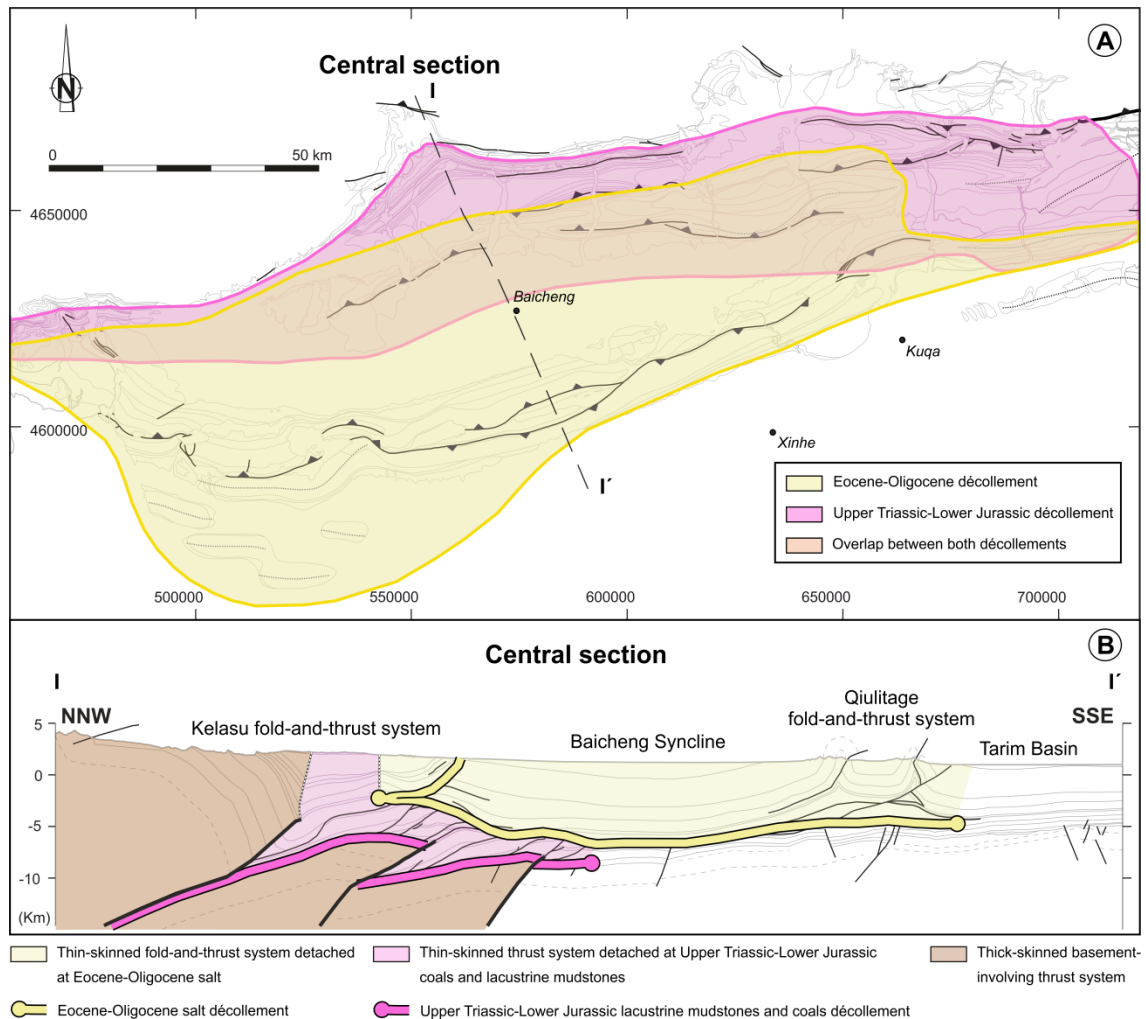 A
Central section
I
N
0
50 km
4650000
Baicheng
Kuqa
4600000
Xinhe
I´
Eocene-Oligocene décollement
Upper Triassic-Lower Jurassic décollement
Overlap between both décollements
500000
550000
600000
650000
700000
B
Central section
I
I´
NNW
SSE
Kelasu fold-and-thrust system
Baicheng Syncline
Qiulitage
fold-and-thrust system
Tarim Basin
5
0
-5
-10
(Km)
Thin-skinned fold-and-thrust system detached
at Eocene-Oligocene salt
Thin-skinned thrust system detached at Upper Triassic-Lower Jurassic
coals and lacustrine mudstones
Thick-skinned basement-
involving thrust system
Eocene-Oligocene salt décollement
Upper Triassic-Lower Jurassic lacustrine mudstones and coals décollement